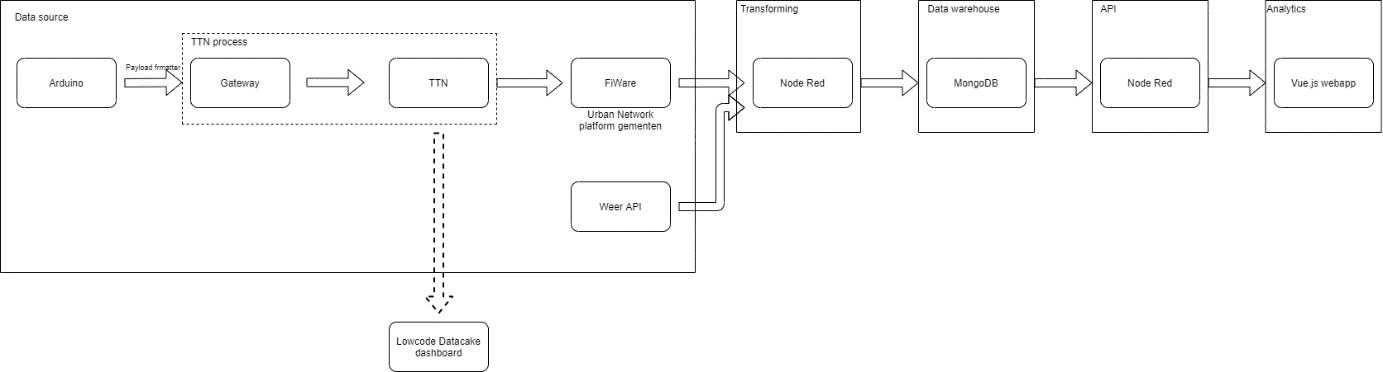 Data source
TTN process
Payload frmatter
Arduino
Gateway
TTN
FiWare
Urban Network
platform gementen
Weer API
Lowcode Datacake
dashboard
Transforming
Node Red
Data warehouse
MongoDB
API
Node Red
Analytics
Vue.js webapp